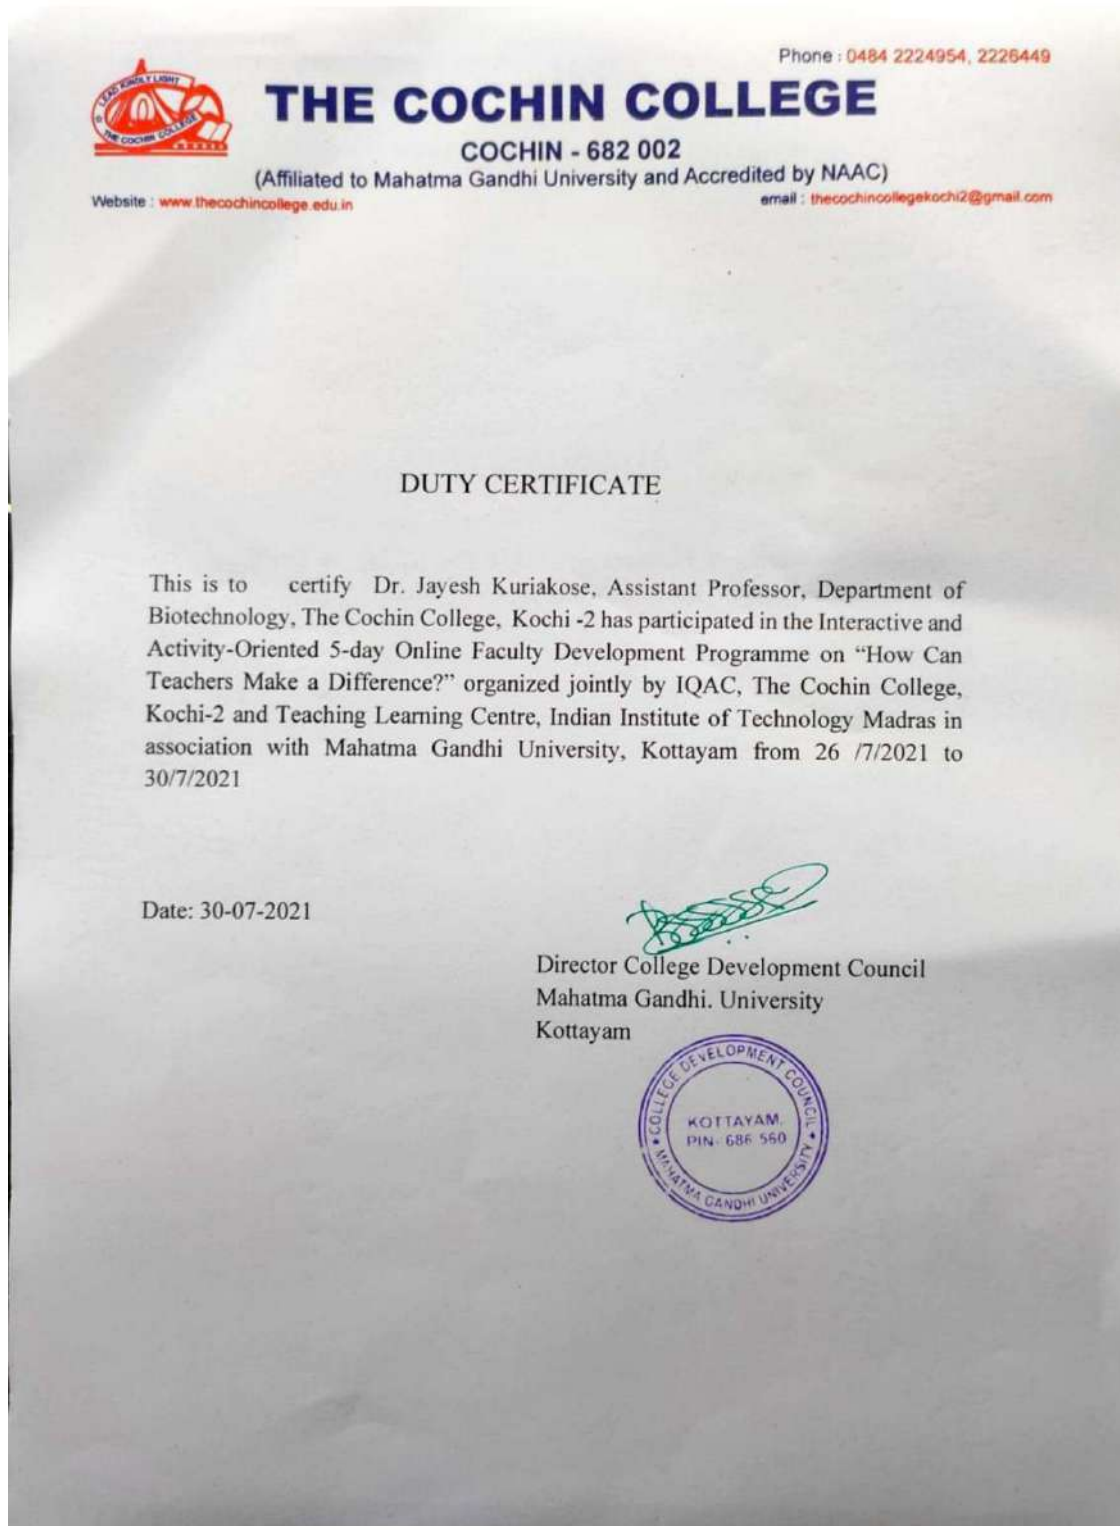 Phone : 0484 2224954, 2226449
LEAD KINDLY LIGHT
THE COCHIN COLLEGE
THE COCHIN COLLEGE
COCHIN - 682 002
(Affiliated to Mahatma Gandhi University and Accredited by NAAC)
Website : www.thecochincollege.edu.in
email : thecochincollegekochi2@gmail.com
DUTY CERTIFICATE
This is to certify Dr. Jayesh Kuriakose, Assistant Professor, Department of
Biotechnology, The Cochin College, Kochi -2 has participated in the Interactive and
Activity-Oriented 5-day Online Faculty Development Programme on “How Can
Teachers Make a Difference?” organized jointly by IQAC, The Cochin College,
Kochi-2 and Teaching Learning Centre, Indian Institute of Technology Madras in
association with Mahatma Gandhi University, Kottayam from 26 /7/2021 to
30/7/2021
Date: 30-07-2021
Director College Development Council
Mahatma Gandhi. University
Kottayam
COLLEGE DEVELOPMENT COUNCIL
KOTTAYAM.
PIN- 686 560
MAHATMA GANDHI UNIVERSITY